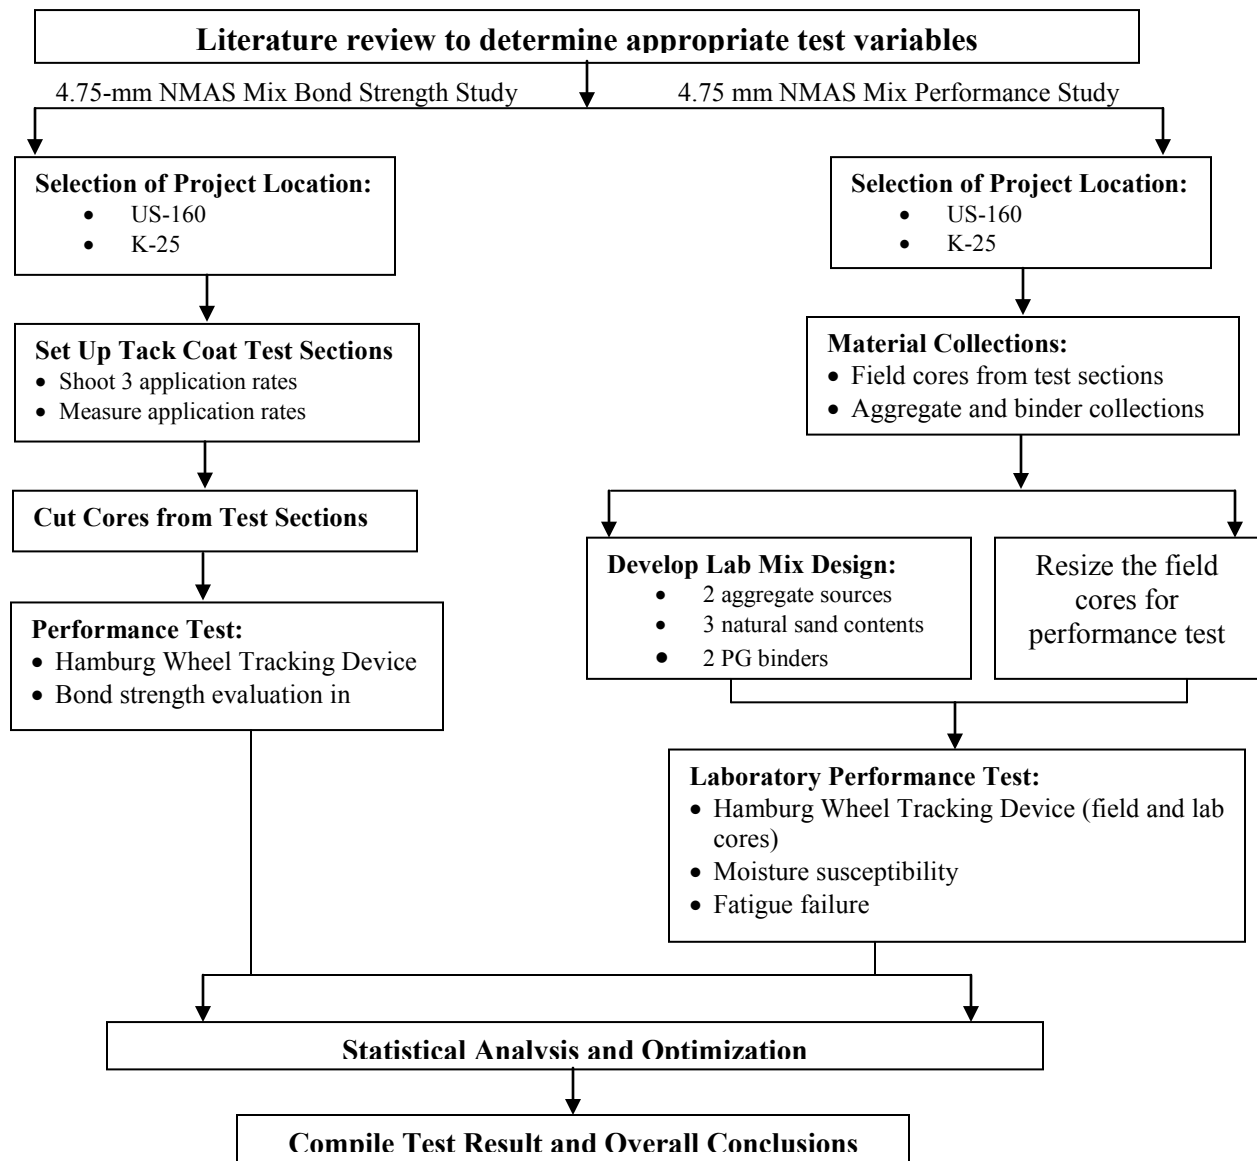 Literature review to determine appropriate test variables
4.75-mm NMAS Mix Bond Strength Study
4.75 mm NMAS Mix Performance Study
Selection of Project Location:
• US-160
• K-25
Selection of Project Location:
• US-160
• K-25
Set Up Tack Coat Test Sections
• Shoot 3 application rates
• Measure application rates
Material Collections:
• Field cores from test sections
• Aggregate and binder collections
Cut Cores from Test Sections
Develop Lab Mix Design:
• 2 aggregate sources
• 3 natural sand contents
• 2 PG binders
Resize the field
cores for
performance test
Performance Test:
• Hamburg Wheel Tracking Device
• Bond strength evaluation in
Laboratory Performance Test:
• Hamburg Wheel Tracking Device (field and lab
cores)
• Moisture susceptibility
• Fatigue failure
Statistical Analysis and Optimization
Compile Test Result and Overall Conclusions